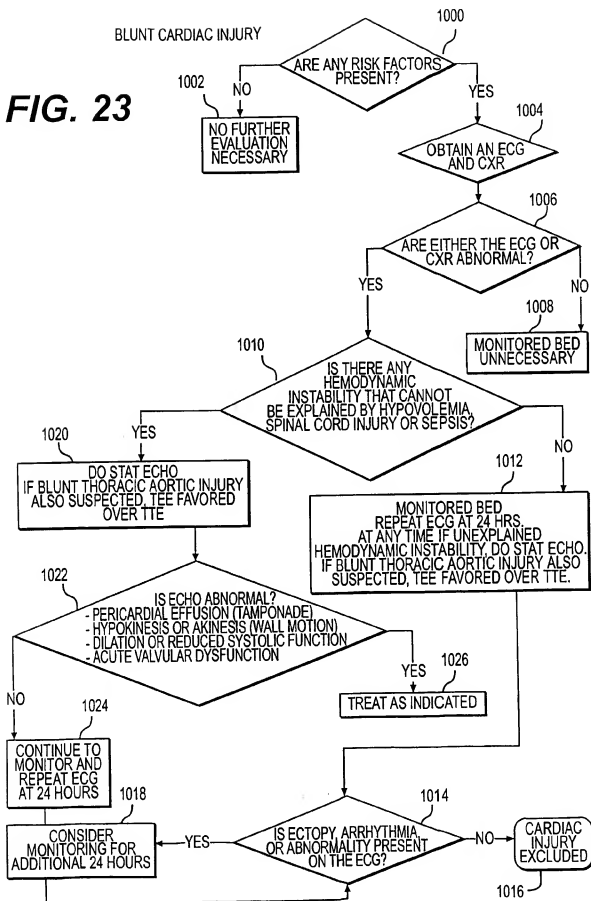 BLUNT CARDIAC INJURY
FIG. 23
1000
ARE ANY RISK FACTORS
PRESENT?
NO
YES
1002
NO FURTHER
EVALUATION
NECESSARY
1004
OBTAIN AN ECG
AND CXR
1006
ARE EITHER THE ECG OR
CXR ABNORMAL?
YES
NO
1008
MONITORED BED
UNNECESSARY
1010
IS THERE ANY
HEMODYNAMIC
INSTABILITY THAT CANNOT
BE EXPLAINED BY HYPOVOLEMIA,
SPINAL CORD INJURY OR SEPSIS?
YES
NO
1020
DO STAT ECHO
IF BLUNT THORACIC AORTIC INJURY
ALSO SUSPECTED, TEE FAVORED
OVER TTE
1012
MONITORED BED
REPEAT ECG AT 24 HRS.
AT ANY TIME IF UNEXPLAINED
HEMODYNAMIC INSTABILITY, DO STAT ECHO.
IF BLUNT THORACIC AORTIC INJURY ALSO
SUSPECTED, TEE FAVORED OVER TTE.
1022
IS ECHO ABNORMAL?
- PERICARDIAL EFFUSION (TAMPONADE)
- HYPOKINESIS OR AKINESIS (WALL MOTION)
- DILATION OR REDUCED SYSTOLIC FUNCTION
- ACUTE VALVULAR DYSFUNCTION
NO
YES
1026
TREAT AS INDICATED
1024
CONTINUE TO
MONITOR AND
REPEAT ECG
AT 24 HOURS
1018
CONSIDER
MONITORING FOR
ADDITIONAL 24 HOURS
YES
1014
IS ECTOPY, ARRHYTHMIA,
OR ABNORMALITY PRESENT
ON THE ECG?
NO
CARDIAC
INJURY
EXCLUDED
1016